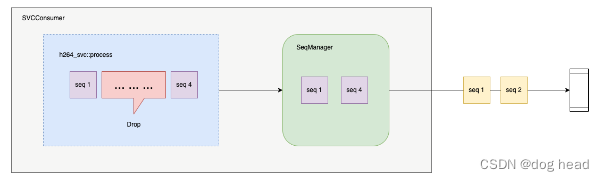 SVCConsumer
h264_svc::process
seq 1
... ... ...
seq 4
Drop
SeqManager
seq 1
seq 4
seq 1
seq 2
CSDN @dog head